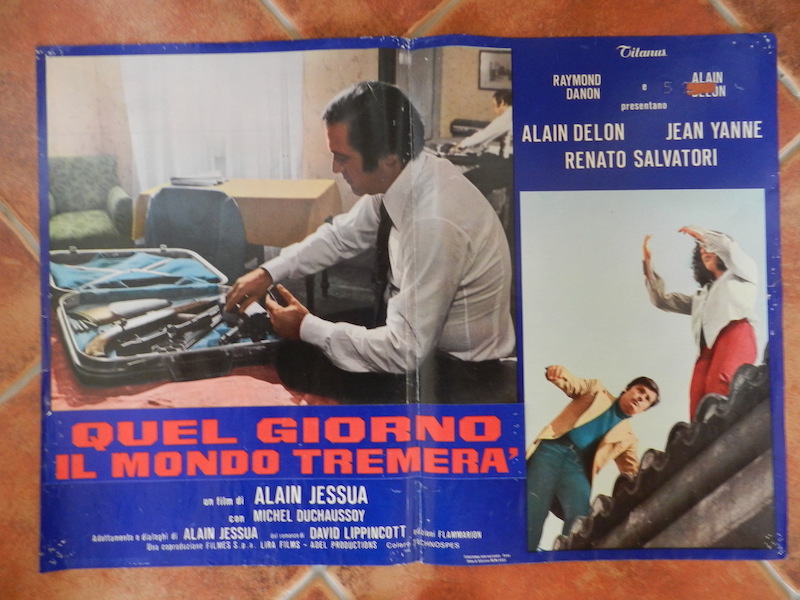 Titanus
RAYMOND DANON e ALAIN DELON
presentano
ALAIN DELON JEAN YANNE
RENATO SALVATORI
QUEL GIORNO
IL MONDO TREMERA'
un film di ALAIN JESSUA
con MICHEL DUCHAUSSOY
Adattamento e dialoghi di ALAIN JESSUA dal romanzo di DAVID LIPPINCOTT edizioni FLAMMARION
Una coproduzione FILMES S.p.a. LIRA FILMS - ADEL PRODUCTIONS Colore TECHNOSPES